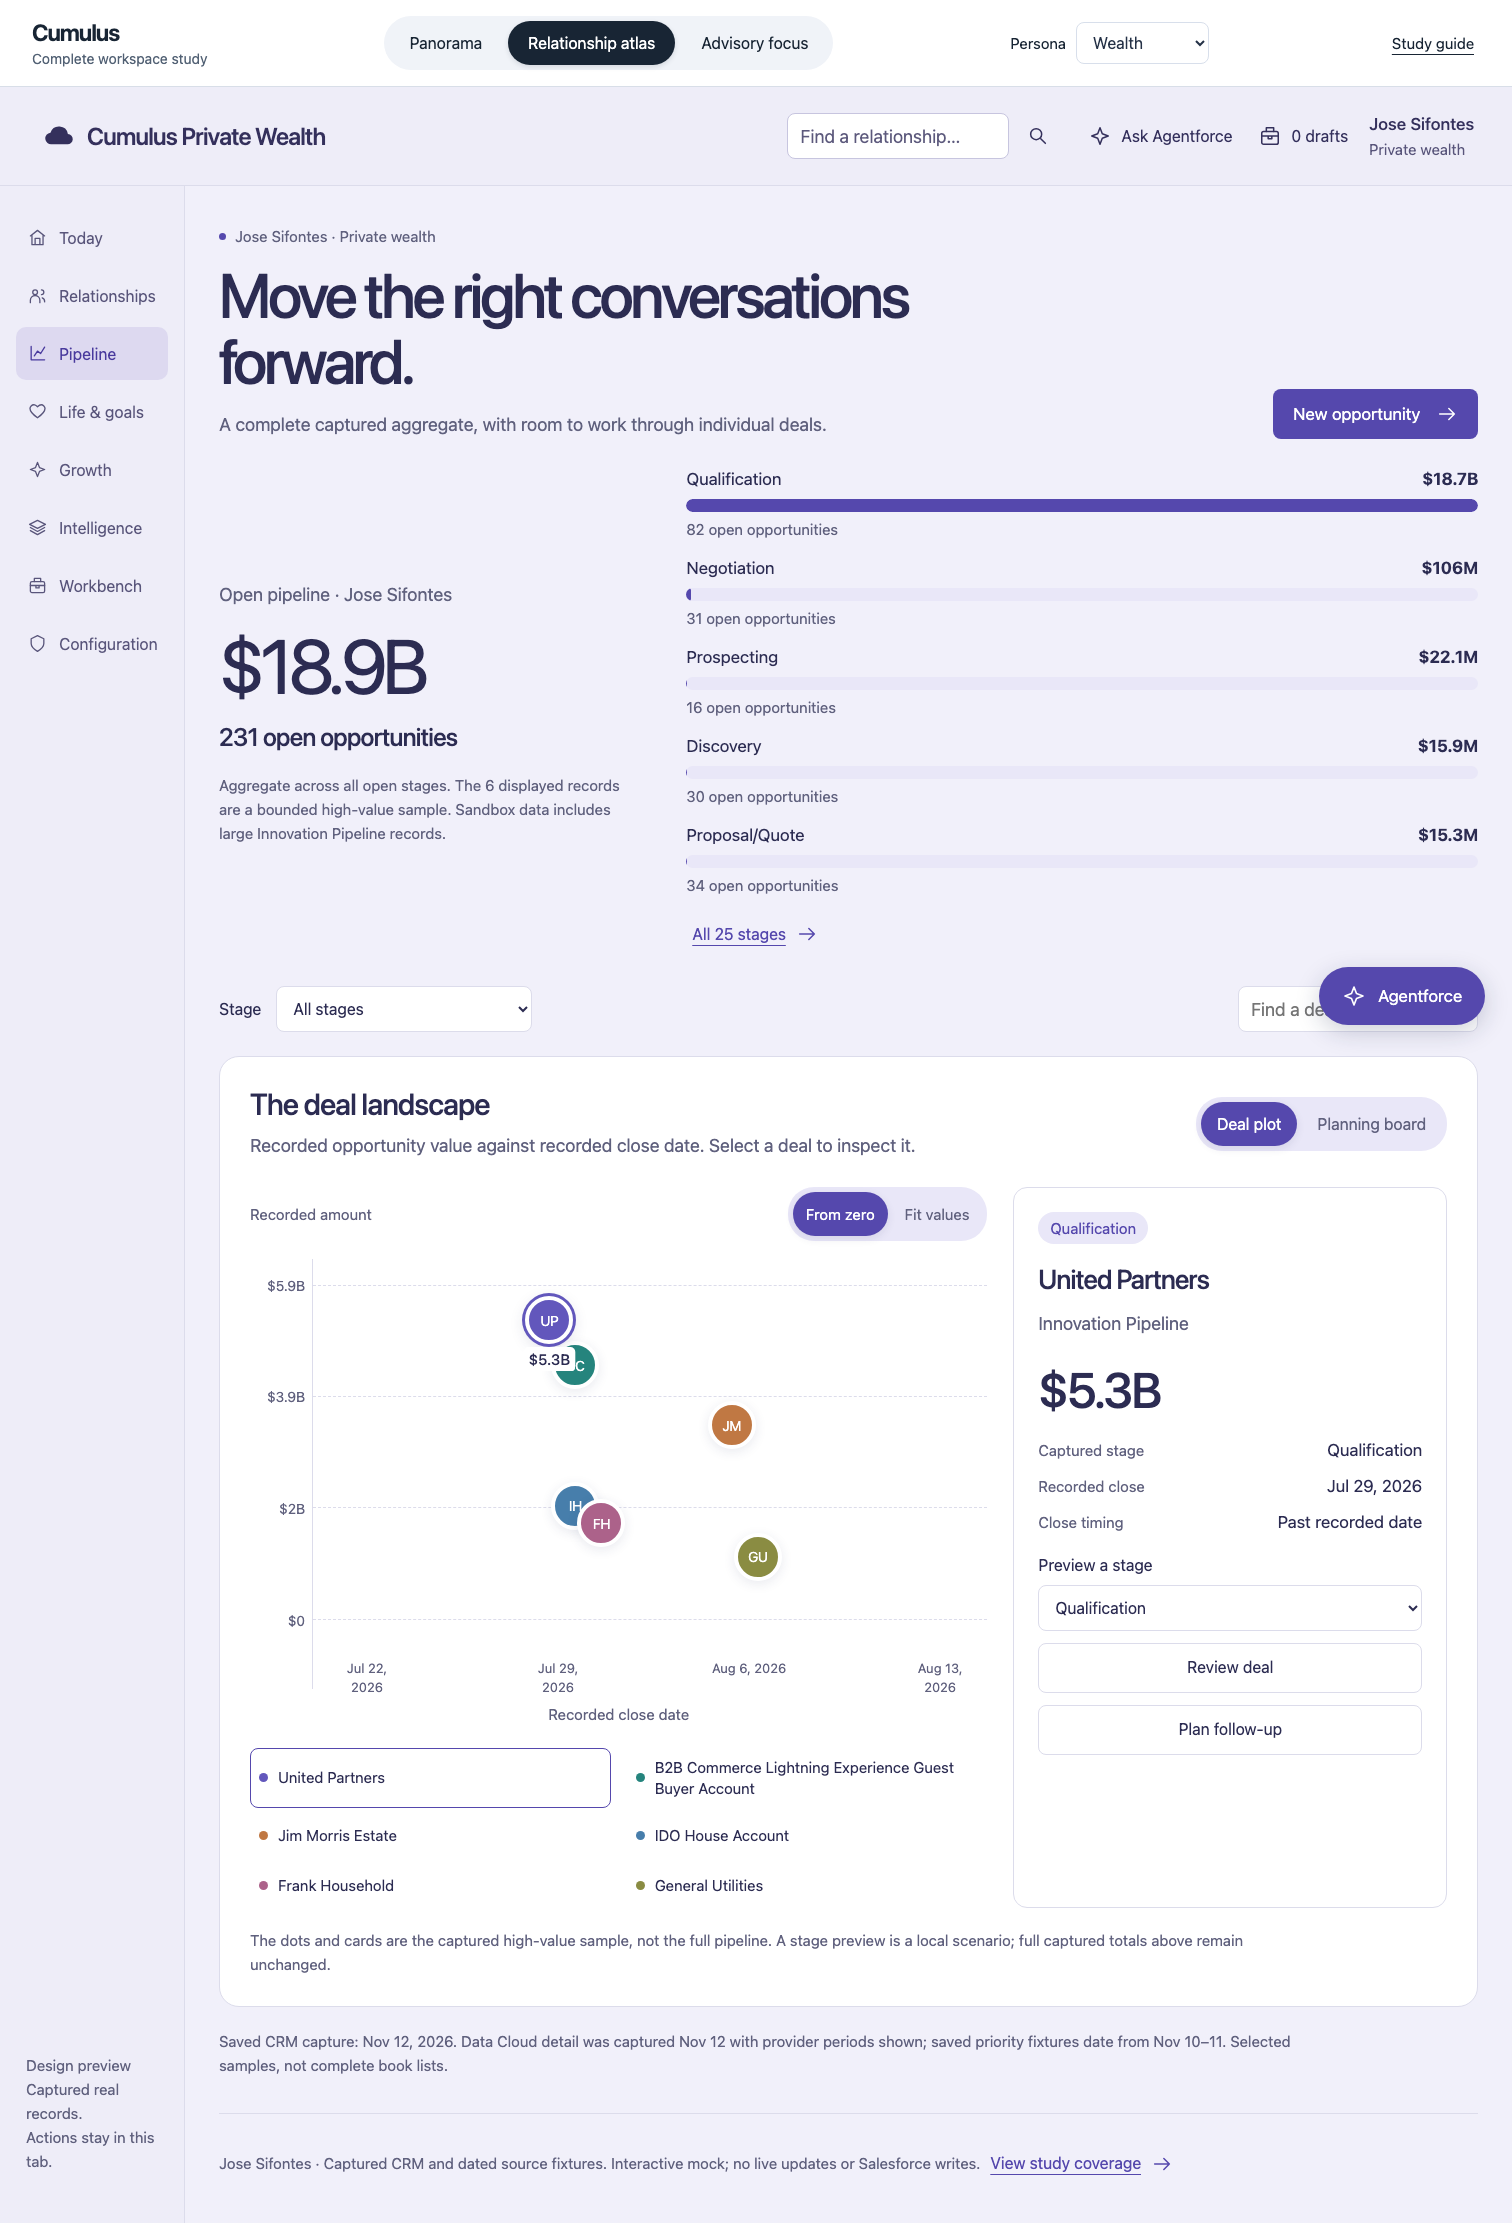 Cumulus
Complete workspace study
Panorama
Relationship atlas
Advisory focus
Persona
Wealth
Study guide
Cumulus Private Wealth
Find a relationship...
Ask Agentforce
0 drafts
Jose Sifontes
Private wealth
Today
Relationships
Pipeline
Life & goals
Growth
Intelligence
Workbench
Configuration
Jose Sifontes · Private wealth
Move the right conversations
forward.
A complete captured aggregate, with room to work through individual deals.
New opportunity
Open pipeline · Jose Sifontes
$18.9B
231 open opportunities
Aggregate across all open stages. The 6 displayed records
are a bounded high-value sample. Sandbox data includes
large Innovation Pipeline records.
Qualification
$18.7B
82 open opportunities
Negotiation
$106M
31 open opportunities
Prospecting
$22.1M
16 open opportunities
Discovery
$15.9M
30 open opportunities
Proposal/Quote
$15.3M
34 open opportunities
All 25 stages
Stage
All stages
Find a de
Agentforce
The deal landscape
Recorded opportunity value against recorded close date. Select a deal to inspect it.
Deal plot
Planning board
Recorded amount
From zero
Fit values
$5.9B
$3.9B
$2B
$0
UP
$5.3B
C
JM
IH
FH
GU
Jul 22,
2026
Jul 29,
2026
Aug 6, 2026
Aug 13,
2026
Recorded close date
United Partners
B2B Commerce Lightning Experience Guest
Buyer Account
Jim Morris Estate
IDO House Account
Frank Household
General Utilities
Qualification
United Partners
Innovation Pipeline
$5.3B
Captured stage
Qualification
Recorded close
Jul 29, 2026
Close timing
Past recorded date
Preview a stage
Qualification
Review deal
Plan follow-up
The dots and cards are the captured high-value sample, not the full pipeline. A stage preview is a local scenario; full captured totals above remain
unchanged.
Saved CRM capture: Nov 12, 2026. Data Cloud detail was captured Nov 12 with provider periods shown; saved priority fixtures date from Nov 10–11. Selected
samples, not complete book lists.
Design preview
Captured real
records.
Actions stay in this
tab.
Jose Sifontes · Captured CRM and dated source fixtures. Interactive mock; no live updates or Salesforce writes.
View study coverage